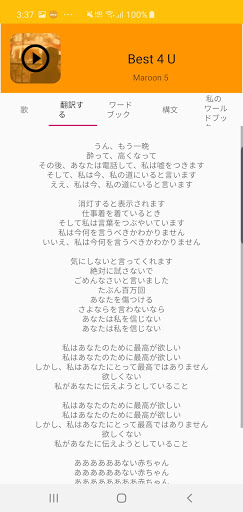 3:37
Best 4 U
Maroon 5
歌
翻訳す
る
ワード
ブック
構文
私の
ワール
ドブッ
ク
うん、もう一晩
酔って、高くなって
その後、あなたは電話して、私は嘘をつきます
そして、私は今、私の道にいると言います
ええ、私は今、私の道にいると言います
消灯すると表示されます
仕事着を着ているとき
そして私は言葉をつぶやいています
私は今何を言うべきかわかりません
いいえ、私は今何を言うべきかわかりません
気にしないと言ってくれます
絶対に試さないで
ごめんなさいと言いました
たぶん百万回
あなたを傷つける
さよならを言わないなら
あなたは私を信じない
あなたは私を信じない
私はあなたのために最高が欲しい
私はあなたのために最高が欲しい
しかし、私はあなたにとって最高ではありません
欲しくない
私があなたに伝えようとしていること
私はあなたのために最高が欲しい
私はあなたのために最高が欲しい
しかし、私はあなたにとって最高ではありません
欲しくない
私があなたに伝えようとしていること
ああああああない赤ちゃん
ああああああない赤ちゃん
ああああああああ赤ちゃん